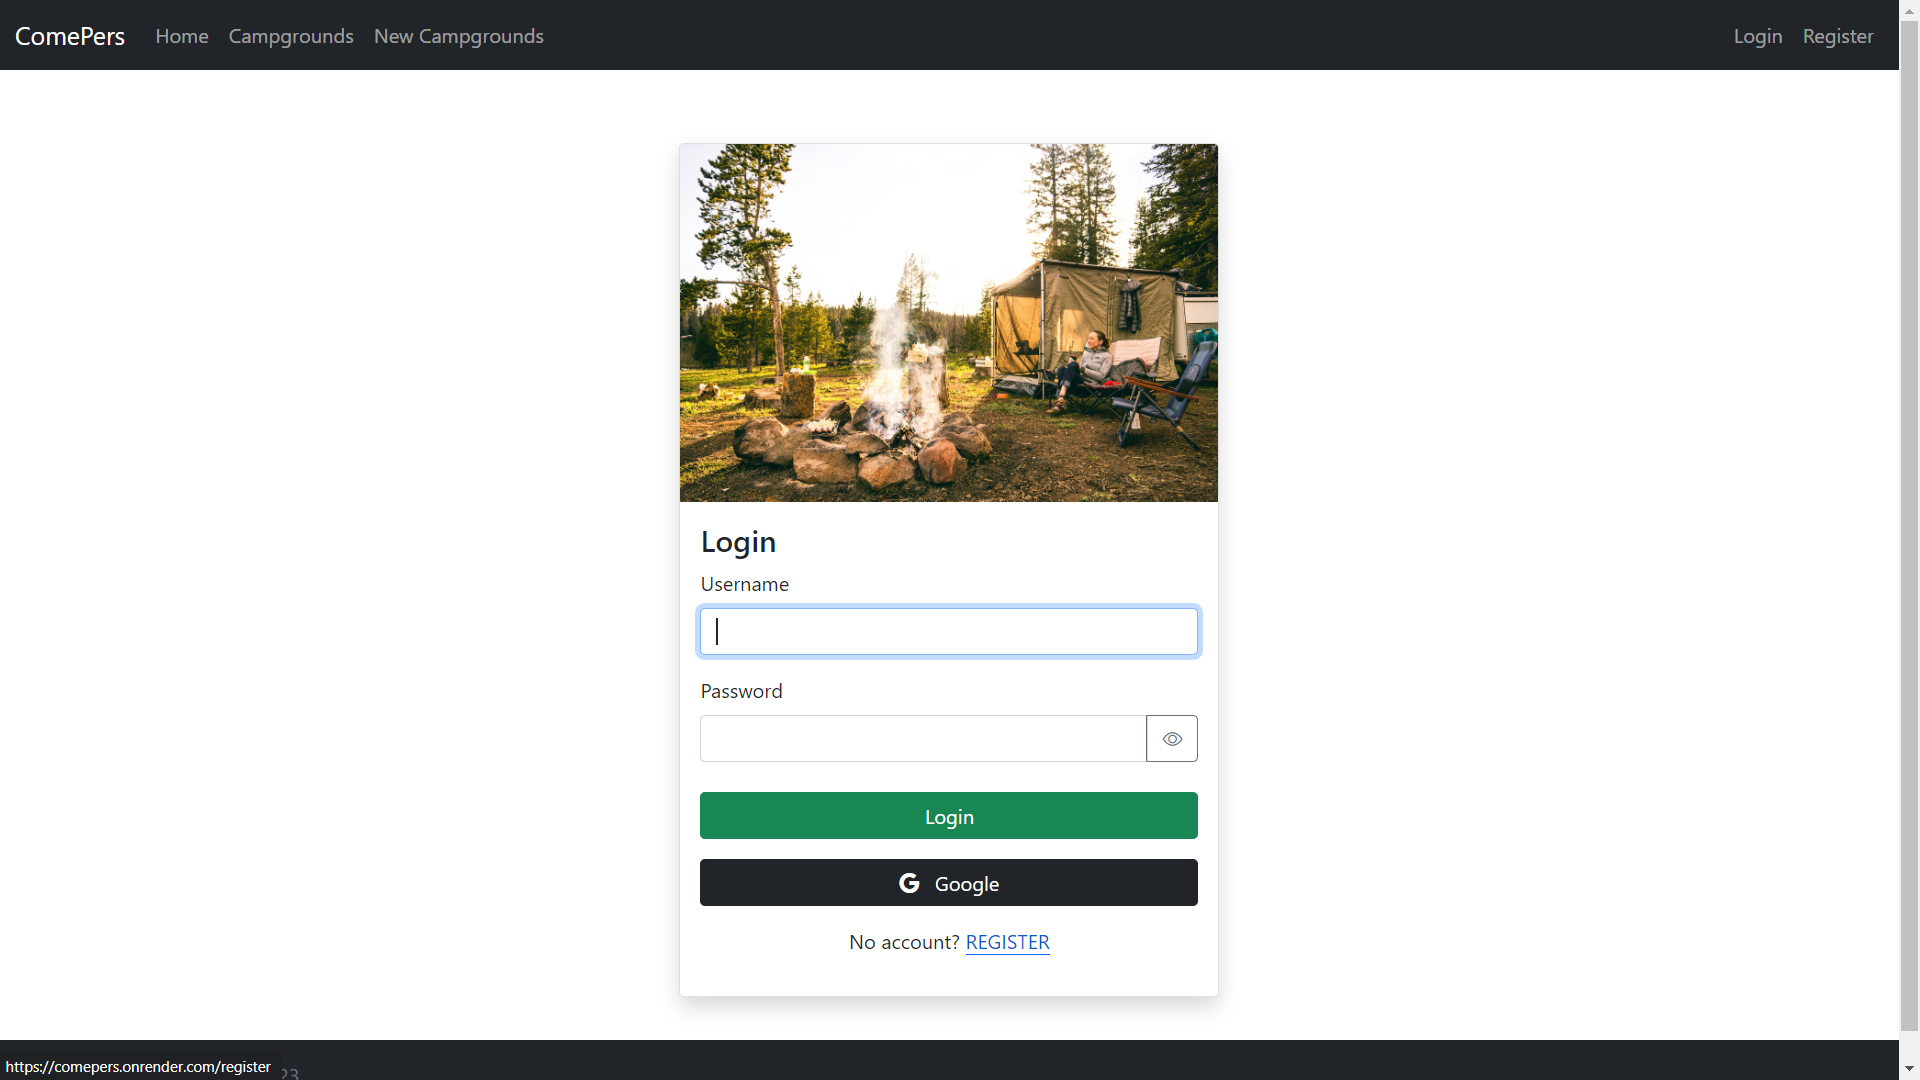 ComePers Home Campgrounds New Campgrounds Login Register
Login
Username
Password
Login
Google
No account? REGISTER
https://comepers.onrender.com/register 23